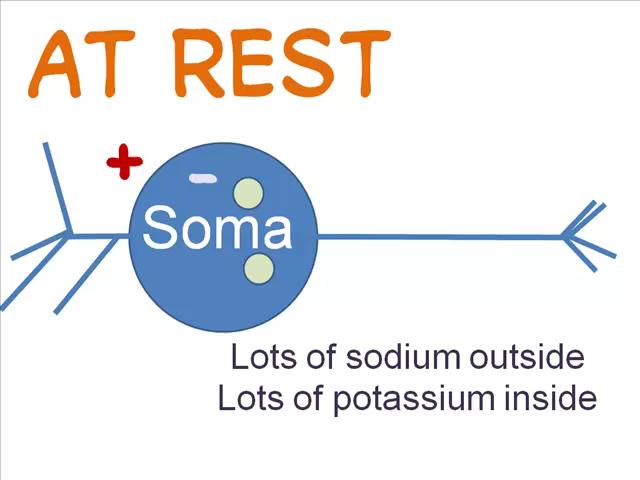 AT REST
+
-
Soma
Lots of sodium outside
Lots of potassium inside